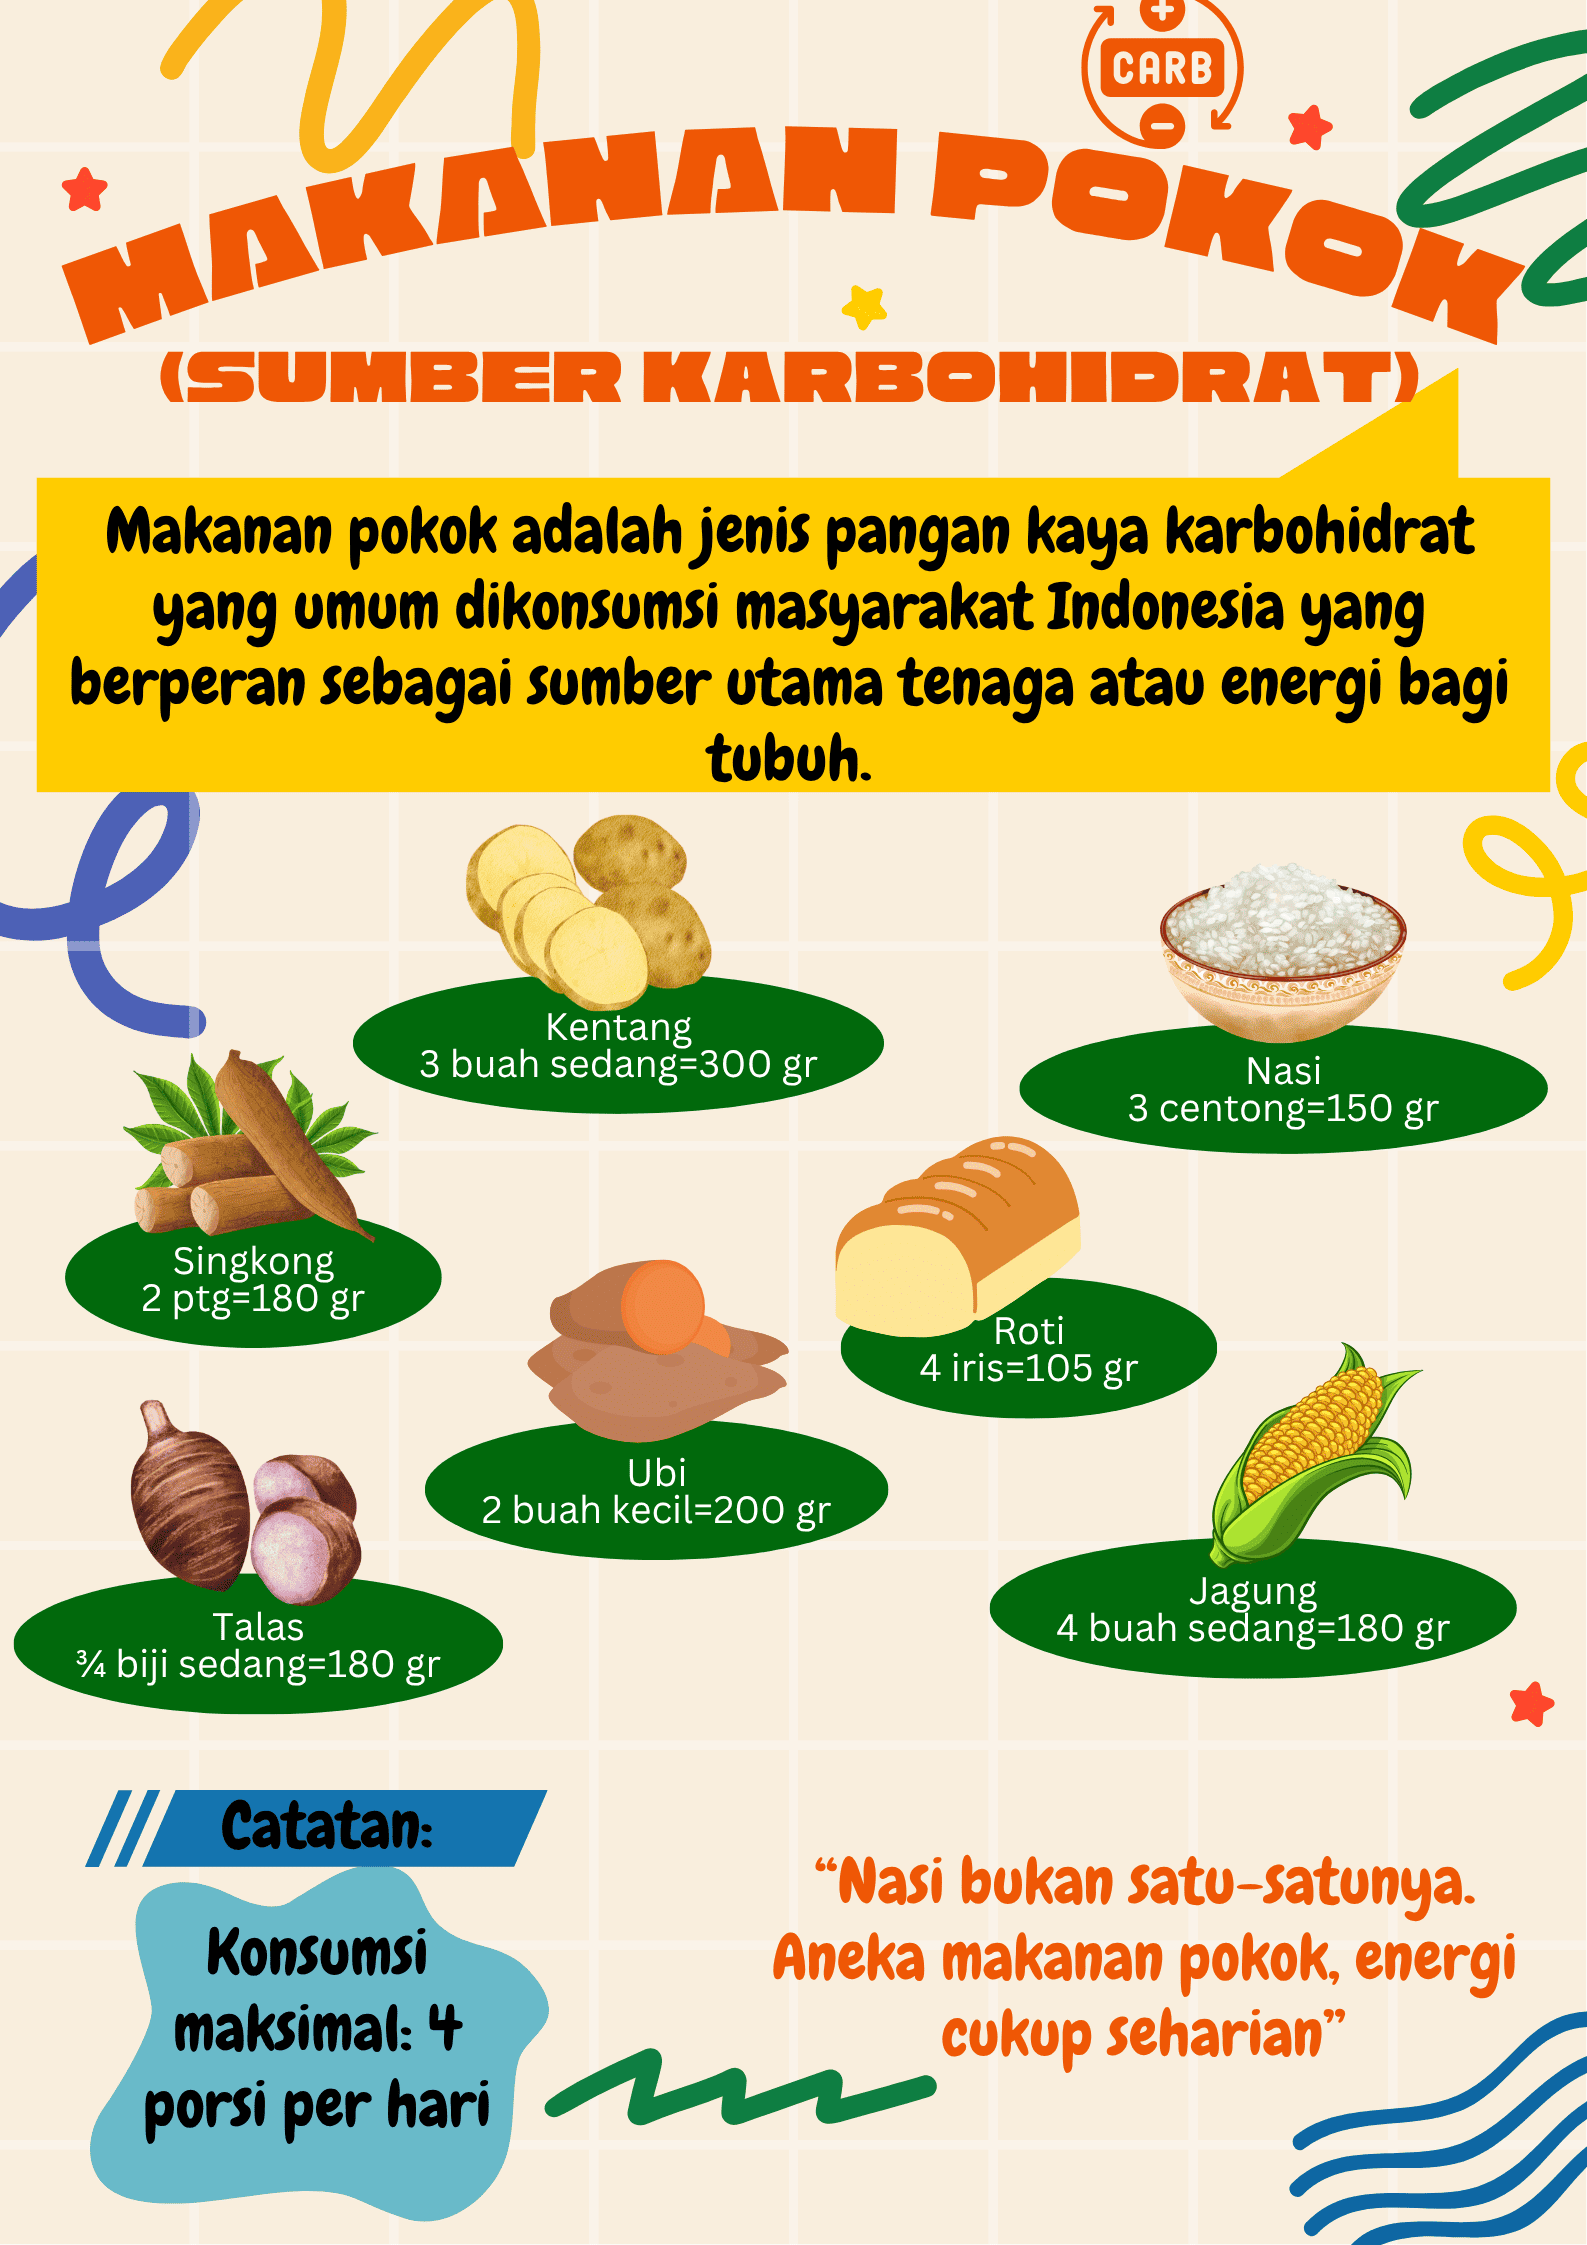 +
CARB
-
MAKANAN POKOK
(SUMBER KARBOHIDRAT)
Makanan pokok adalah jenis pangan kaya karbohidrat
yang umum dikonsumsi masyarakat Indonesia yang
berperan sebagai sumber utama tenaga atau energi bagi
tubuh.
Kentang
3 buah sedang=300 gr
Nasi
3 centong=150 gr
Singkong
2 ptg=180 gr
Roti
4 iris=105 gr
Ubi
2 buah kecil=200 gr
Jagung
4 buah sedang=180 gr
Talas
¾ biji sedang=180 gr
Catatan:
Konsumsi
maksimal: 4
porsi per hari
“Nasi bukan satu-satunya.
Aneka makanan pokok, energi
cukup seharian”